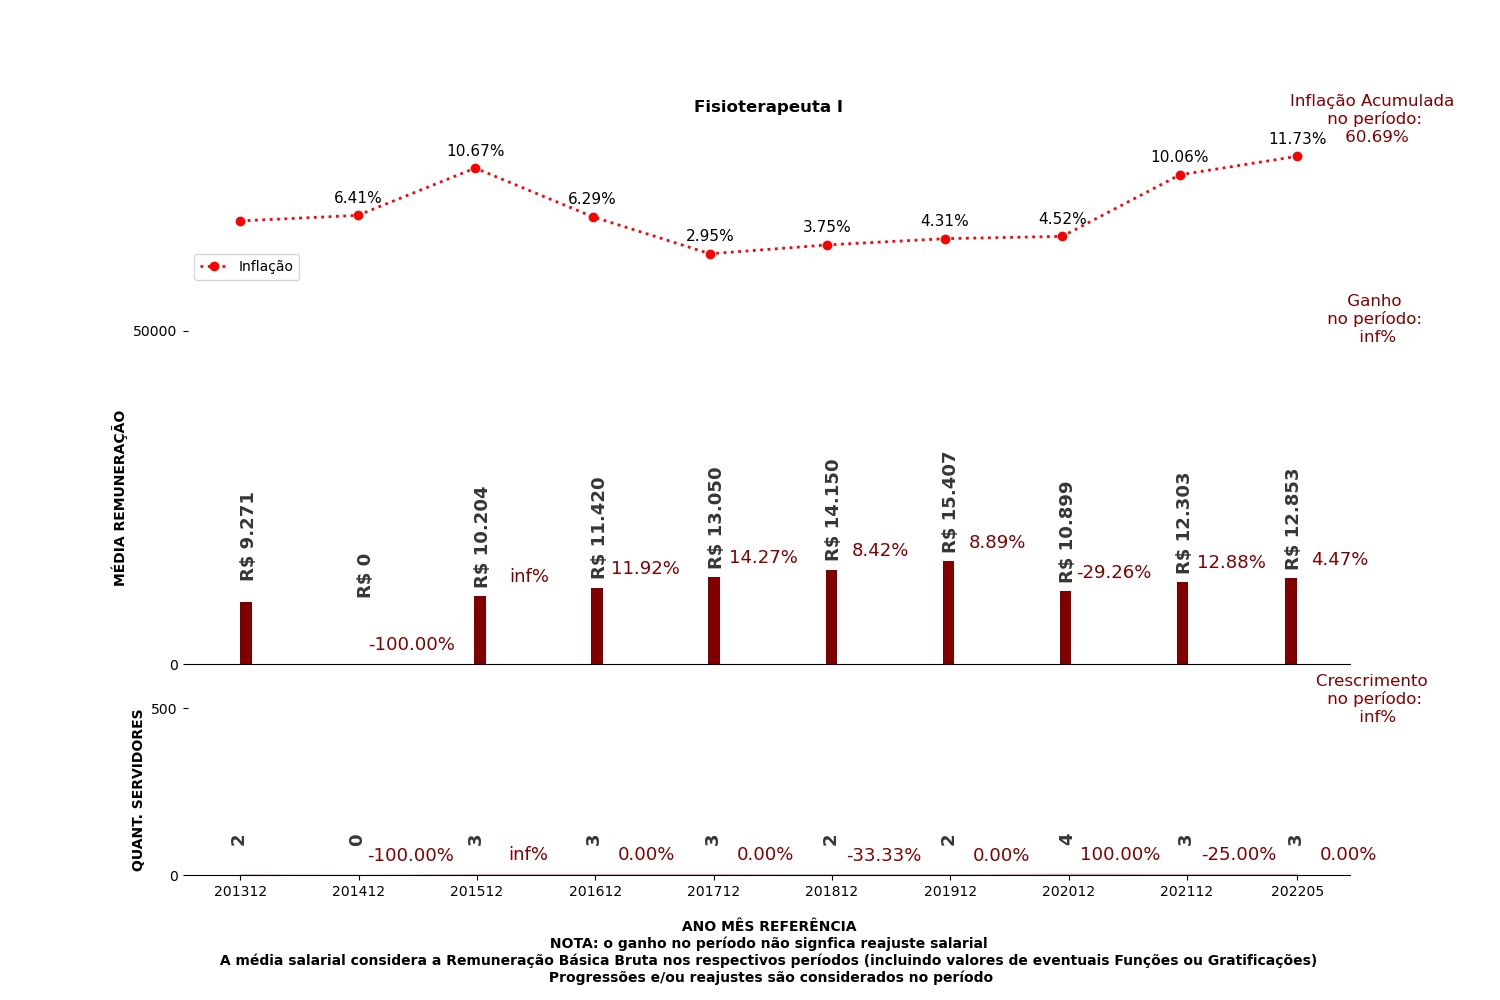 Fisioterapeuta I
Inflação Acumulada
no período:
60.69%
6.41%
10.67%
6.29%
2.95%
3.75%
4.31%
4.52%
10.06%
11.73%
Inflação
Ganho
no período:
inf%
50000
0
MÉDIA REMUNERAÇÃO
R$ 9.271
R$ 0
R$ 10.204
R$ 11.420
R$ 13.050
R$ 14.150
R$ 15.407
R$ 10.899
R$ 12.303
R$ 12.853
-100.00%
inf%
11.92%
14.27%
8.42%
8.89%
-29.26%
12.88%
4.47%
Crescrimento
no período:
inf%
500
0
QUANT. SERVIDORES
2
0
3
3
3
2
2
4
3
3
-100.00%
inf%
0.00%
0.00%
-33.33%
0.00%
100.00%
-25.00%
0.00%
201312
201412
201512
201612
201712
201812
201912
202012
202112
202205
ANO MÊS REFERÊNCIA
NOTA: o ganho no período não signfica reajuste salarial
A média salarial considera a Remuneração Básica Bruta nos respectivos períodos (incluindo valores de eventuais Funções ou Gratificações)
Progressões e/ou reajustes são considerados no período